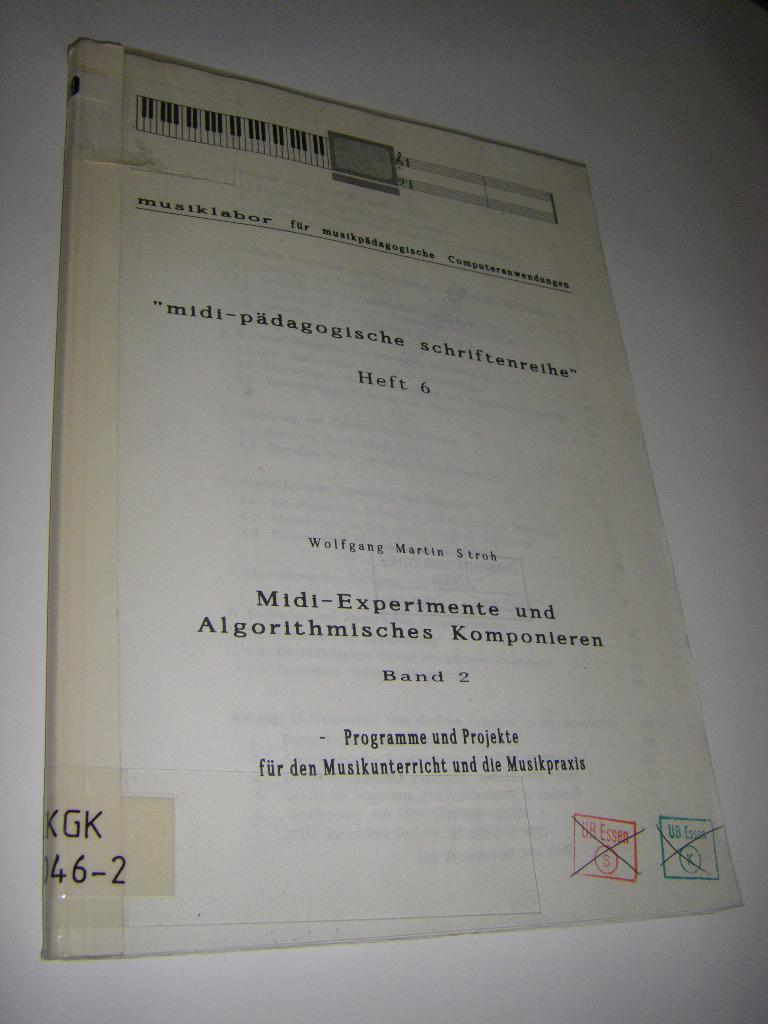 musiklabor für musikpädagogische Computeranwendungen
"midi-pädagogische schriftenreihe"
Heft 6
Wolfgang Martin Stroh
Midi-Experimente und
Algorithmisches Komponieren
Band 2
- Programme und Projekte
für den Musikunterricht und die Musikpraxis
KGK
46-2
UB Essen
S
UB Essen
K